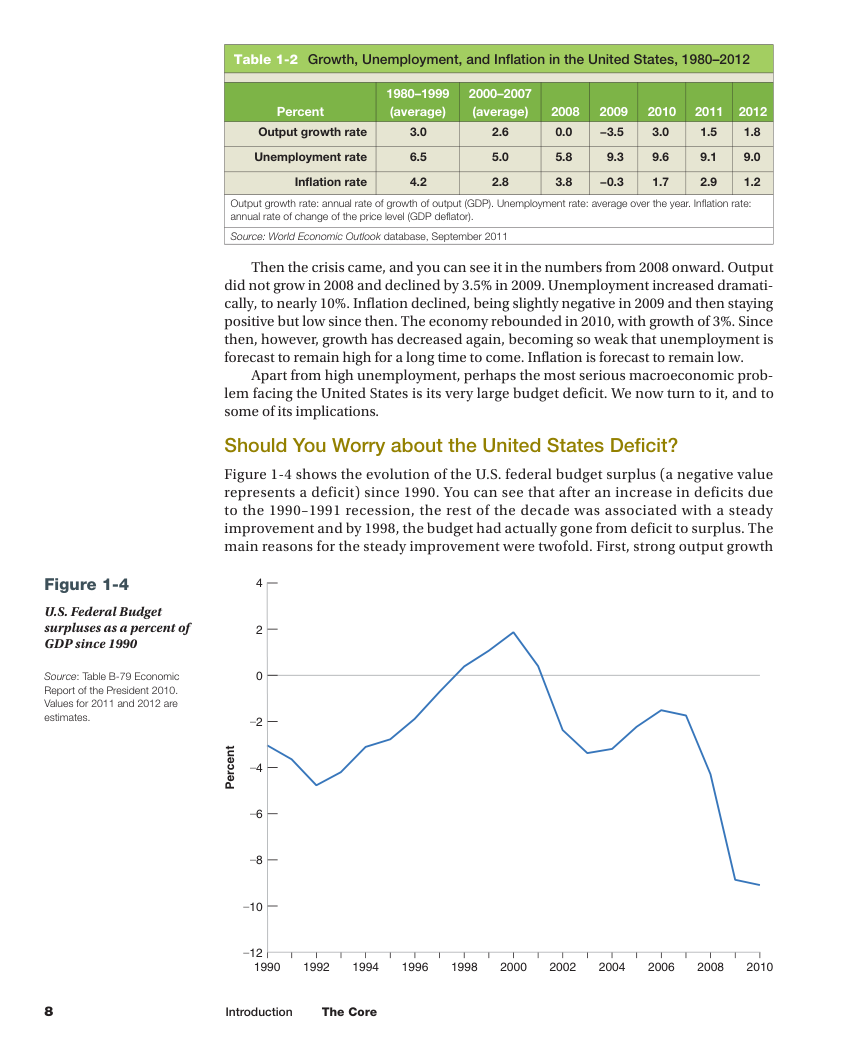 Table 1-2 Growth, Unemployment, and Inflation in the United States, 1980–2012
Percent 1980–1999 (average) 2000–2007 (average) 2008 2009 2010 2011 2012
Output growth rate 3.0 2.6 0.0 –3.5 3.0 1.5 1.8
Unemployment rate 6.5 5.0 5.8 9.3 9.6 9.1 9.0
Inflation rate 4.2 2.8 3.8 –0.3 1.7 2.9 1.2
Output growth rate: annual rate of growth of output (GDP). Unemployment rate: average over the year. Inflation rate:
annual rate of change of the price level (GDP deflator).
Source: World Economic Outlook database, September 2011
Then the crisis came, and you can see it in the numbers from 2008 onward. Output
did not grow in 2008 and declined by 3.5% in 2009. Unemployment increased dramati-
cally, to nearly 10%. Inflation declined, being slightly negative in 2009 and then staying
positive but low since then. The economy rebounded in 2010, with growth of 3%. Since
then, however, growth has decreased again, becoming so weak that unemployment is
forecast to remain high for a long time to come. Inflation is forecast to remain low.
Apart from high unemployment, perhaps the most serious macroeconomic prob-
lem facing the United States is its very large budget deficit. We now turn to it, and to
some of its implications.
Should You Worry about the United States Deficit?
Figure 1-4 shows the evolution of the U.S. federal budget surplus (a negative value
represents a deficit) since 1990. You can see that after an increase in deficits due
to the 1990–1991 recession, the rest of the decade was associated with a steady
improvement and by 1998, the budget had actually gone from deficit to surplus. The
main reasons for the steady improvement were twofold. First, strong output growth
Figure 1-4
U.S. Federal Budget
surpluses as a percent of
GDP since 1990
Source: Table B-79 Economic
Report of the President 2010.
Values for 2011 and 2012 are
estimates.
Percent
4
2
0
–2
–4
–6
–8
–10
–12
1990 1992 1994 1996 1998 2000 2002 2004 2006 2008 2010
8 Introduction The Core